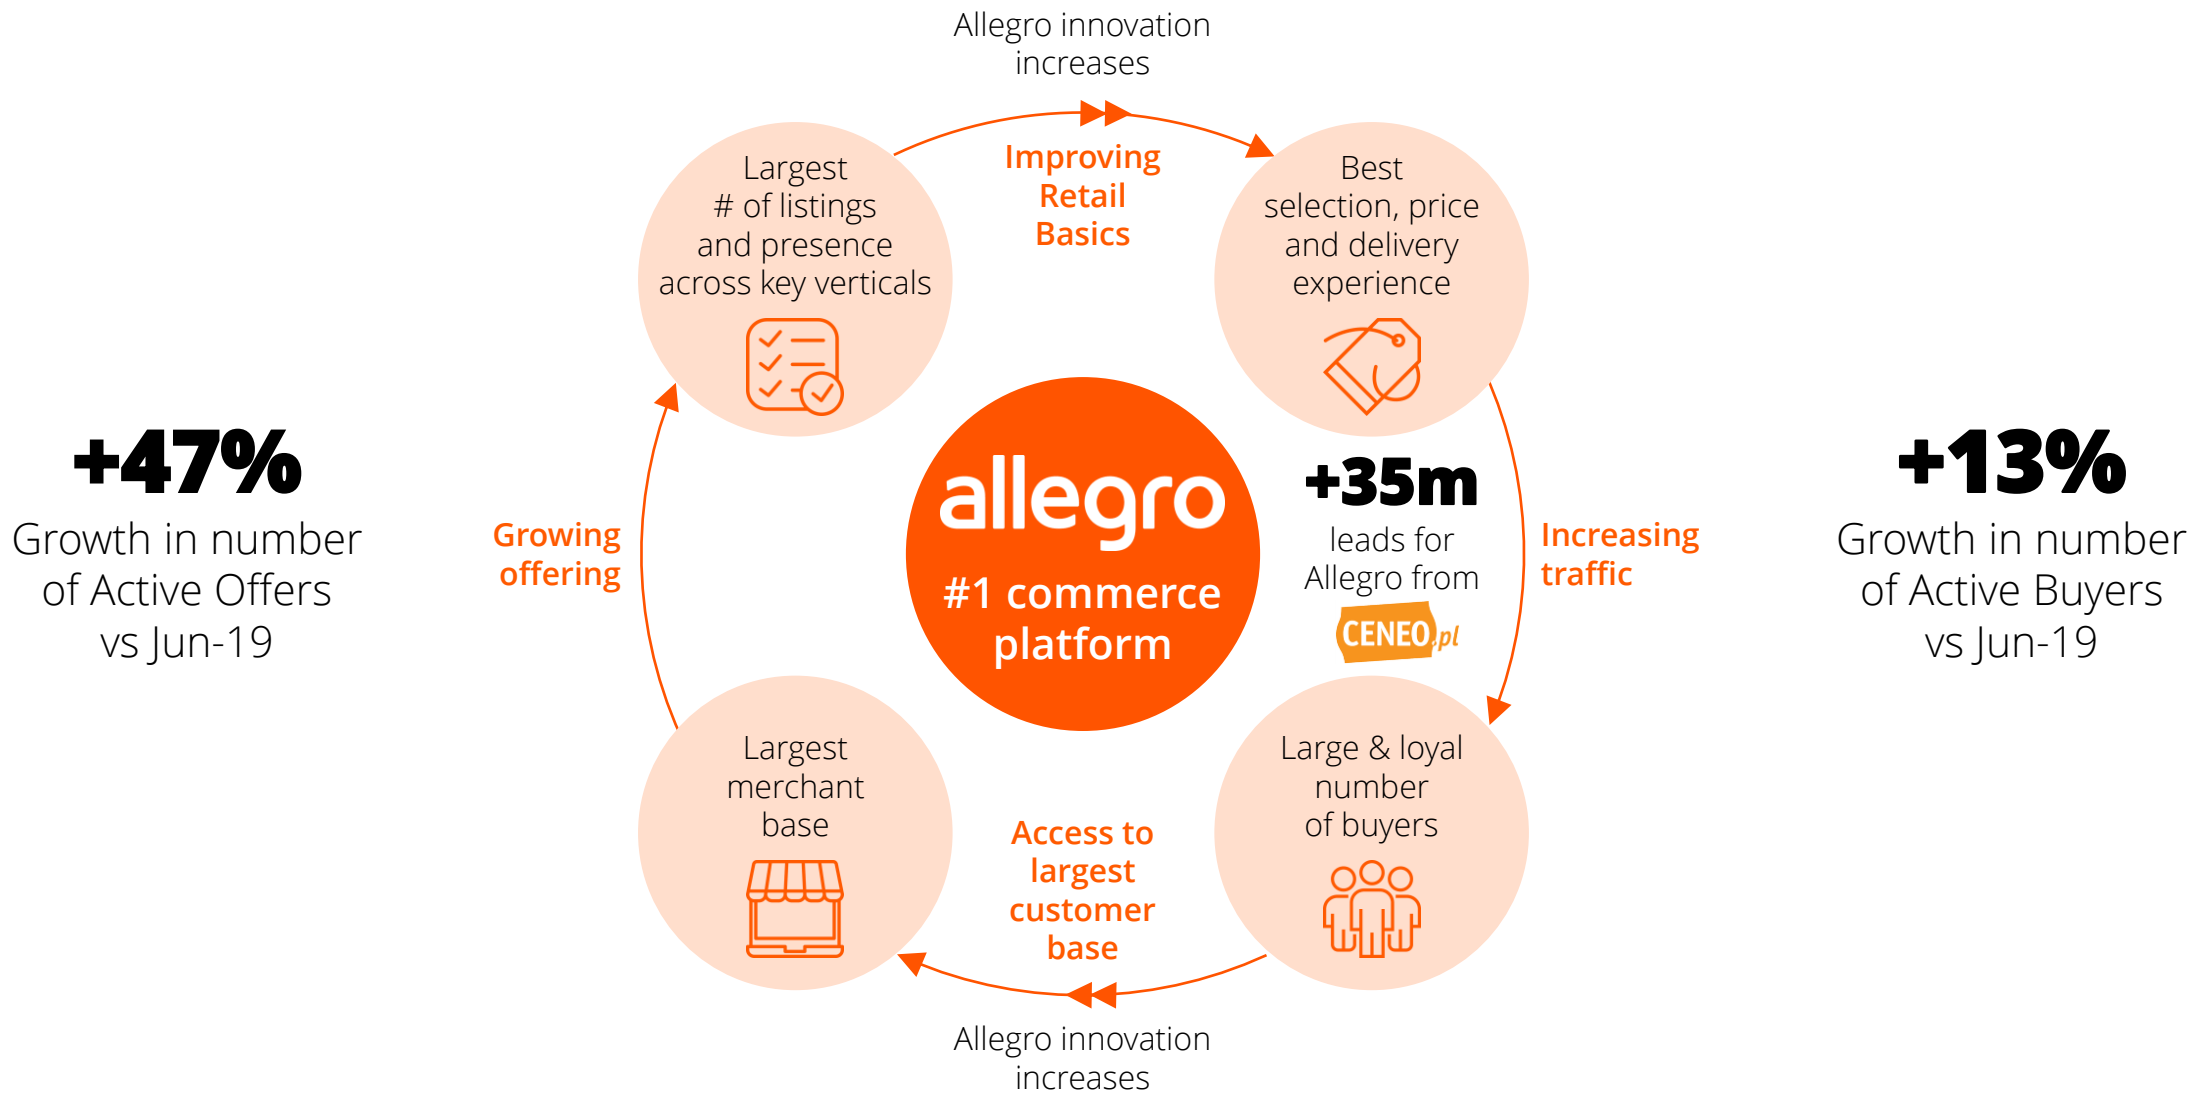 Allegro innovation
increases
Improving
Retail
Basics
Largest
# of listings
and presence
across key verticals
Best
selection, price
and delivery
experience
+47%
Growth in number
of Active Offers
vs Jun-19
Growing
offering
allegro
#1 commerce
platform
+35m
leads for
Allegro from
CENEO.pl
Increasing
traffic
+13%
Growth in number
of Active Buyers
vs Jun-19
Largest
merchant
base
Access to
largest
customer
base
Large & loyal
number
of buyers
Allegro innovation
increases